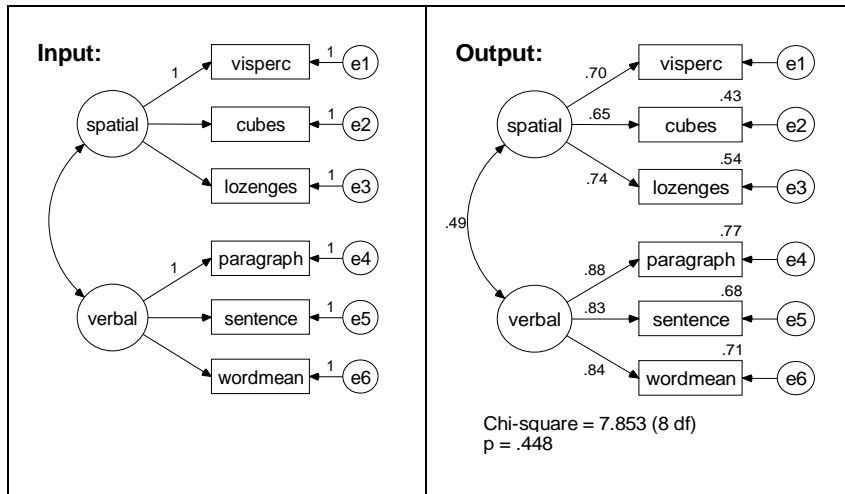 Input:
1
visperc
1
e1
spatial
cubes
1
e2
lozenges
1
e3
1
paragraph
1
e4
verbal
sentence
1
e5
wordmean
1
e6
Output:
.70
visperc
e1
spatial
.65
.43
cubes
e2
.74
.54
lozenges
e3
.49
.88
.77
paragraph
e4
verbal
.83
.68
sentence
e5
.84
.71
wordmean
e6
Chi-square = 7.853 (8 df)
p = .448